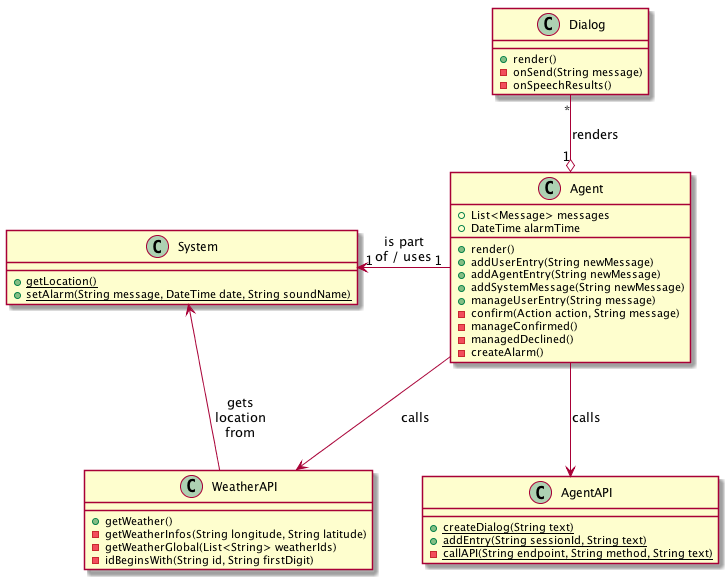 C Dialog
render()
onSend(String message)
onSpeechResults()
*
renders
1
C Agent
List<Message> messages
DateTime alarmTime
render()
addUserEntry(String newMessage)
addAgentEntry(String newMessage)
addSystemMessage(String newMessage)
manageUserEntry(String message)
confirm(Action action, String message)
manageConfirmed()
managedDeclined()
createAlarm()
is part
of / uses
1
1
C System
getLocation()
setAlarm(String message, DateTime date, String soundName)
gets
location
from
calls
calls
C WeatherAPI
getWeather()
getWeatherInfos(String longitude, String latitude)
getWeatherGlobal(List<String> weatherIds)
idBeginsWith(String id, String firstDigit)
C AgentAPI
createDialog(String text)
addEntry(String sessionId, String text)
callAPI(String endpoint, String method, String text)